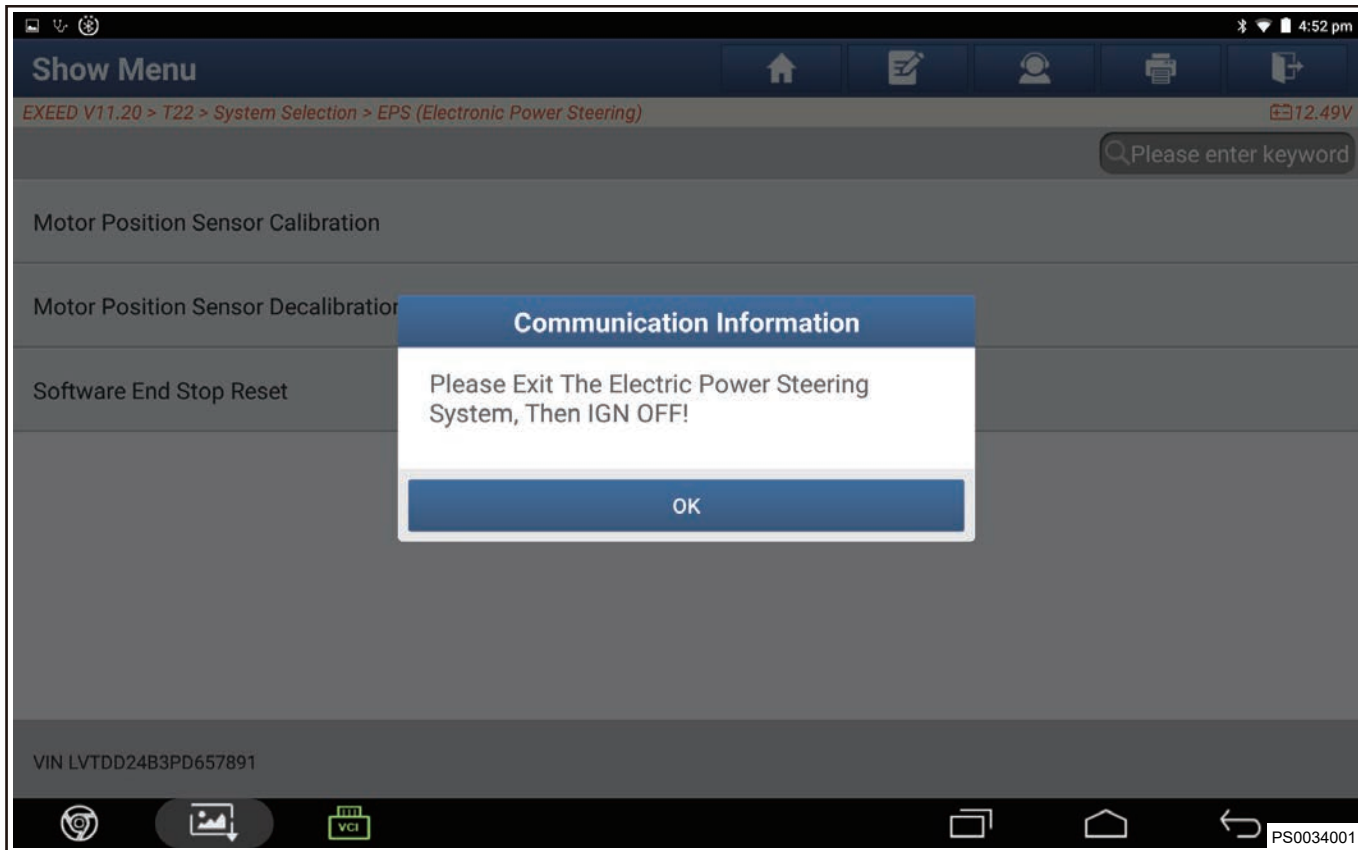 4:52 pm
Show Menu
EXEED V11.20 > T22 > System Selection > EPS (Electronic Power Steering)
12.49V
Please enter keyword
Motor Position Sensor Calibration
Motor Position Sensor Decalibration
Communication Information
Please Exit The Electric Power Steering
System, Then IGN OFF!
Software End Stop Reset
OK
VIN LVTDD24B3PD657891
VCI
PS0034001